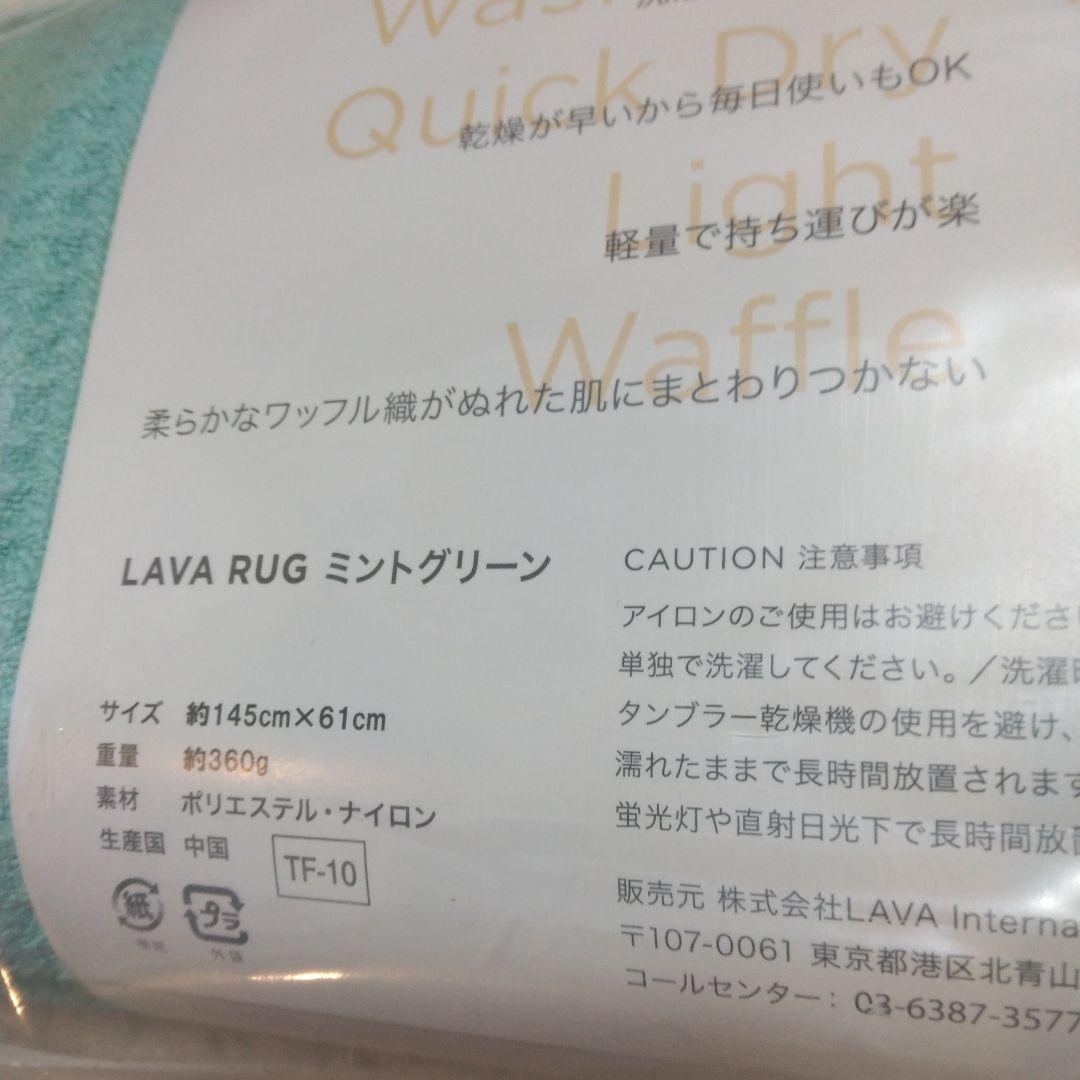 Quick Dry
乾燥が早いから毎日使いもOK
Light
軽量で持ち運びが楽
Waffle
柔らかなワッフル織がぬれた肌にまとわりつかない
LAVA RUG ミントグリーン
サイズ 約145cm×61cm
重量 約360g
素材 ポリエステル・ナイロン
生産国 中国
TF-10
紙
プラ
帯紙
外袋
CAUTION 注意事項
アイロンのご使用はお避けくださ
単独で洗濯してください。／洗濯
タンブラー乾燥機の使用を避け、
濡れたままで長時間放置されます
蛍光灯や直射日光下で長時間放
販売元 株式会社LAVA Interna
〒107-0061 東京都港区北青山
コールセンター： 03-6387-3577